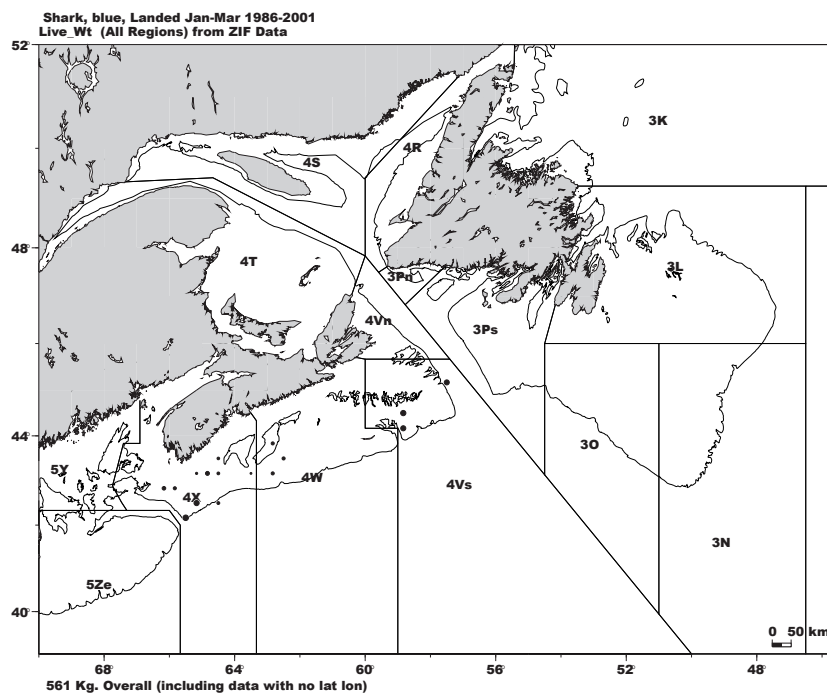 Shark, blue, Landed Jan-Mar 1986-2001
Live_Wt (All Regions) from ZIF Data
52°
3K
4S
4R
48°
4T
3L
3Pn
4Vn
3Ps
44°
3O
5Y
4X
4W
4Vs
3N
5Ze
40°
0 50 km
68° 64° 60° 56° 52° 48°
561 Kg. Overall (including data with no lat lon)